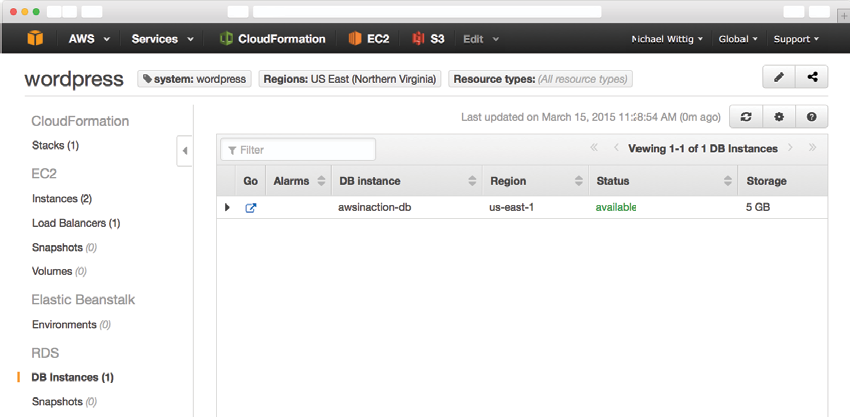 AWS Services CloudFormation EC2 S3 Edit Michael Wittig Global Support
wordpress system: wordpress Regions: US East (Northern Virginia) Resource types: (All resource types)
Last updated on March 15, 2015 11:28:54 AM (0m ago)
CloudFormation
Stacks (1)
EC2
Instances (2)
Load Balancers (1)
Snapshots (0)
Volumes (0)
Elastic Beanstalk
Environments (0)
RDS
DB Instances (1)
Snapshots (0)
Filter Vewing 1-1 of 1 DB Instances
Go Alarms DB instance Region Status Storage
awsinaction-db us-east-1 available 5 GB